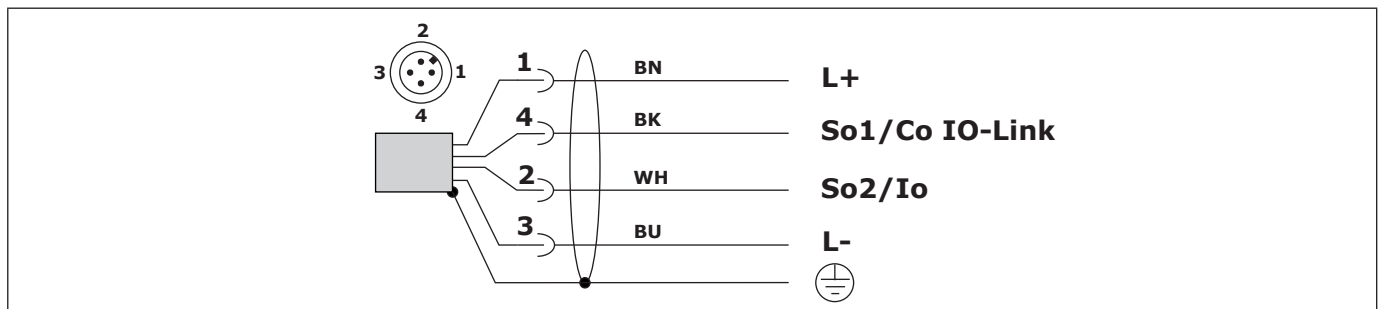 2
3 1
4
1 BN L+
4 BK So1/Co IO-Link
2 WH So2/Io
3 BU L-